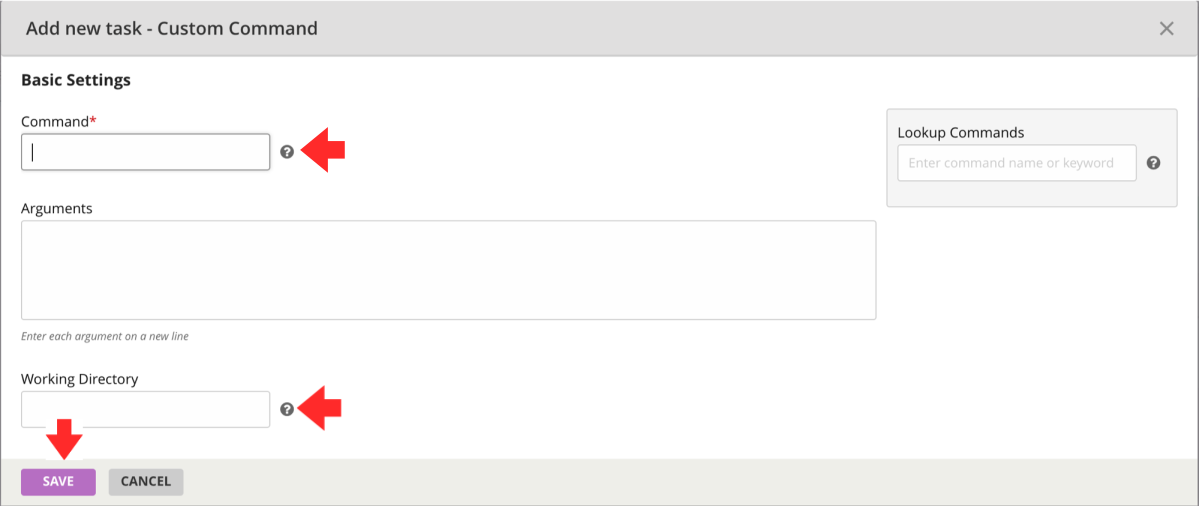 Add new task - Custom Command
Basic Settings
Command*
Lookup Commands
Enter command name or keyword
Arguments
Enter each argument on a new line
Working Directory
SAVE
CANCEL